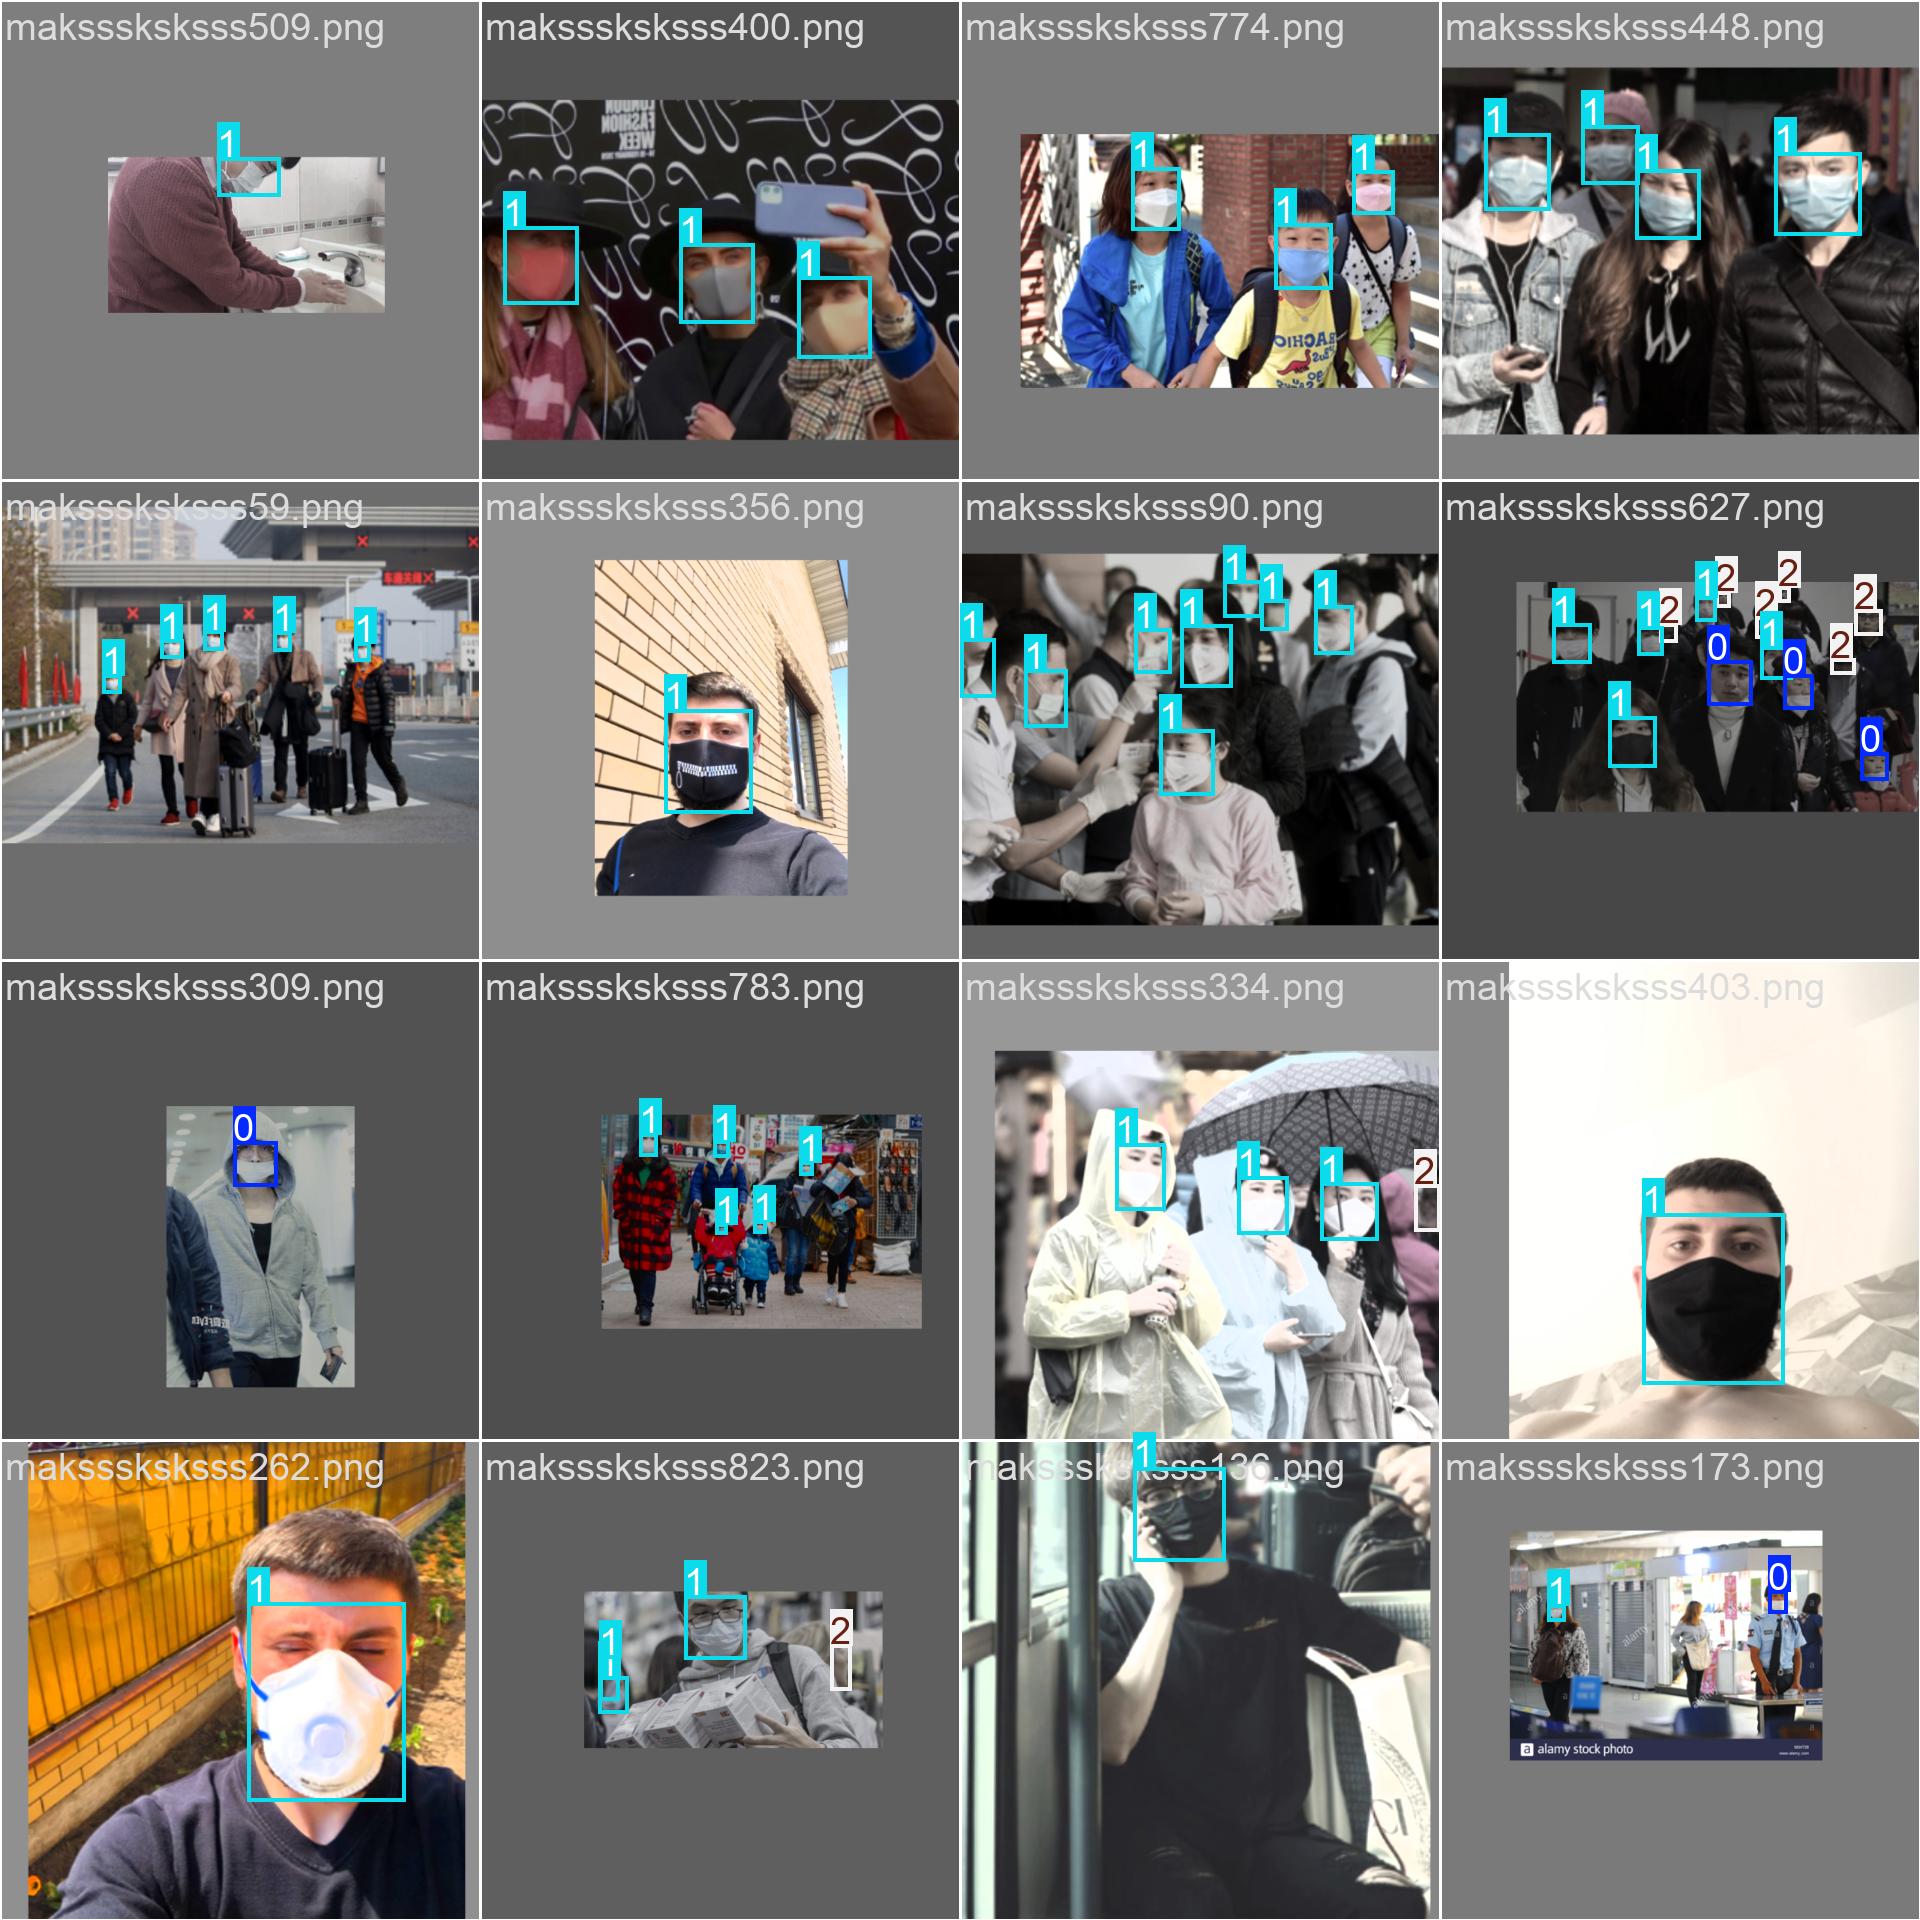 maksssksksss509.png
1
maksssksksss400.png
LONDON
FASHION
WEEK
1
1
1
maksssksksss774.png
1
1
1
maksssksksss448.png
1
1
1
1
maksssksksss59.png
1
1
1
1
1
maksssksksss356.png
1
maksssksksss90.png
1
1
1
1
1
1
1
1
maksssksksss627.png
1
1
2
1
2
2
2
1
2
2
0
0
1
0
maksssksksss309.png
0
maksssksksss783.png
1
1
1
1
1
maksssksksss334.png
1
1
1
2
maksssksksss403.png
1
maksssksksss262.png
1
maksssksksss823.png
1
1
1
2
maksssksksss136.png
1
maksssksksss173.png
1
0
alamy
alamy
a alamy stock photo